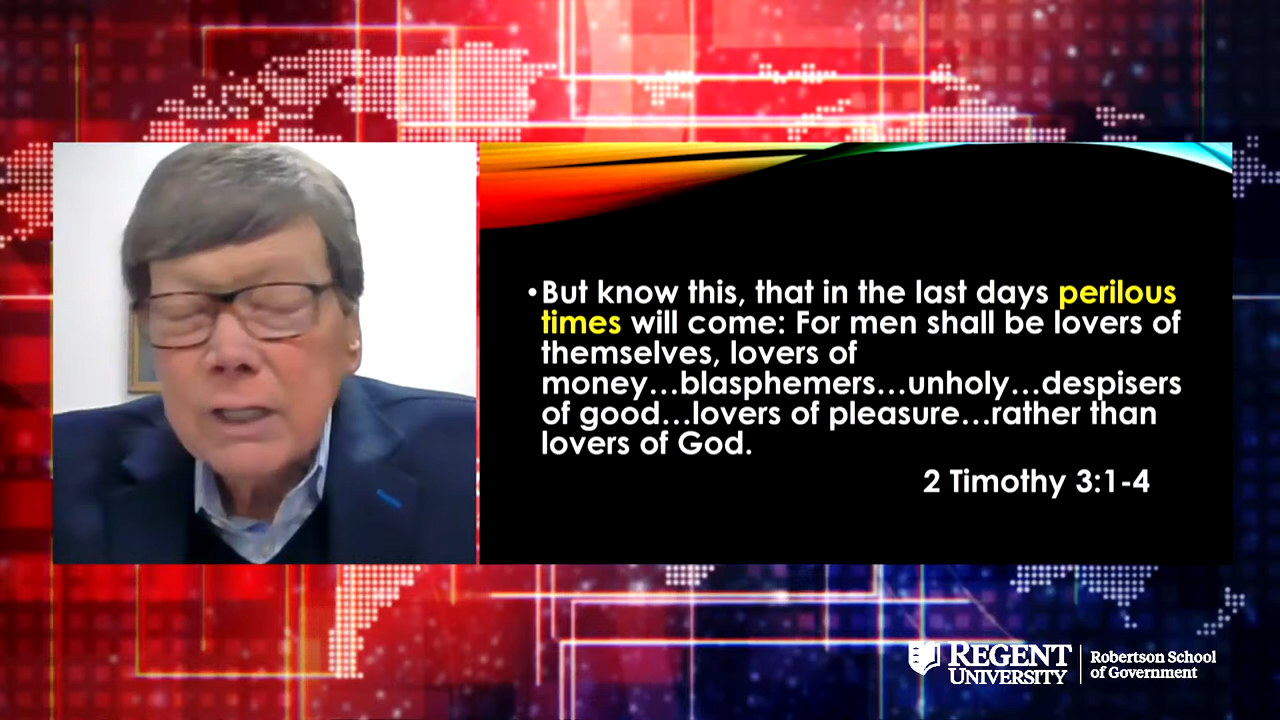 •But know this, that in the last days perilous
times will come: For men shall be lovers of
themselves, lovers of
money...blasphemers...unholy...despisers
of good...lovers of pleasure...rather than
lovers of God.
2 Timothy 3:1-4
REGENT
UNIVERSITY
Robertson School
of Government